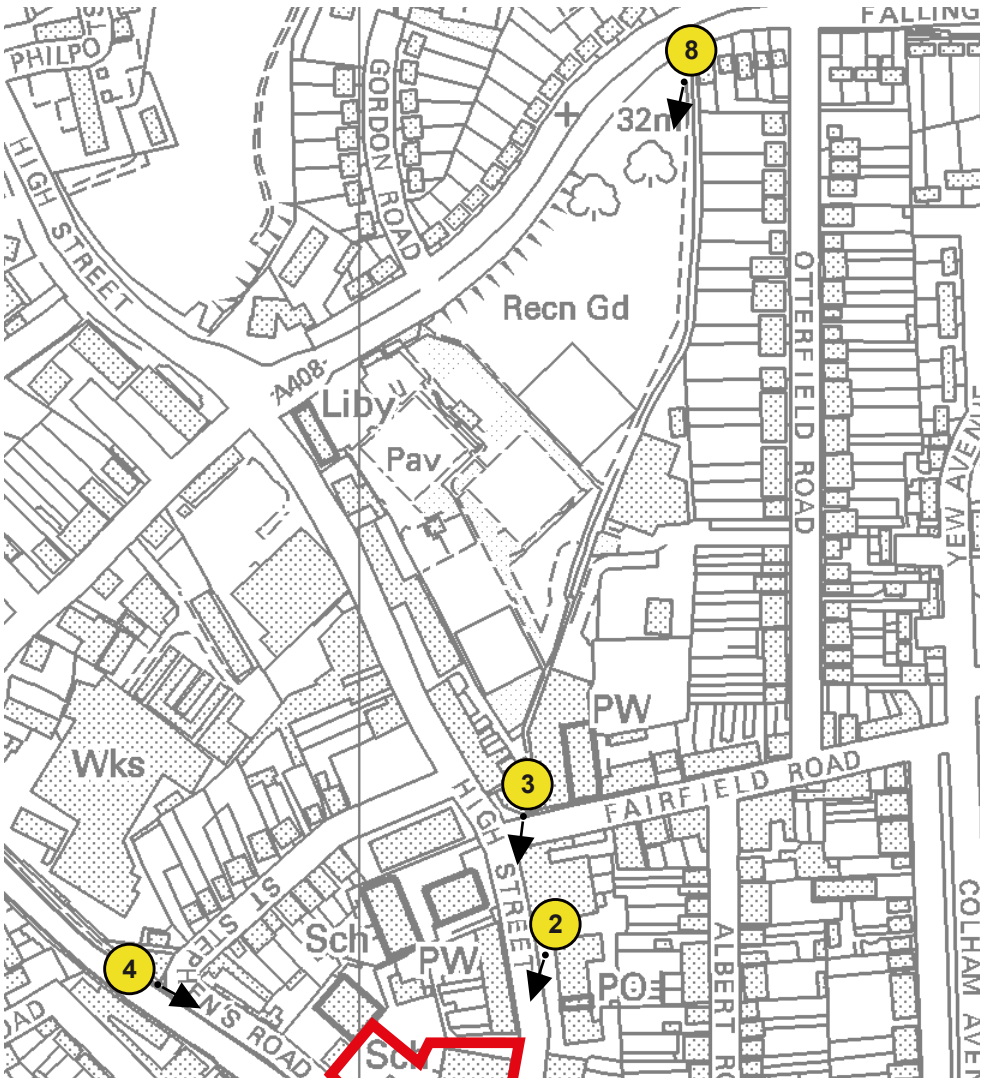 FALLING
PHILPO
8
GORDON ROAD
32m
HIGH STREET
OTTERFIELD ROAD
Recn Gd
A408
Liby
Pav
YEW AVENUE
PW
Wks
3
FAIRFIELD ROAD
HIGH STREET
ST STEPHEN'S ROAD
COLHAM AVEN
2
Sch
PW
ALBERT RO
4
PO
OAD
Sch